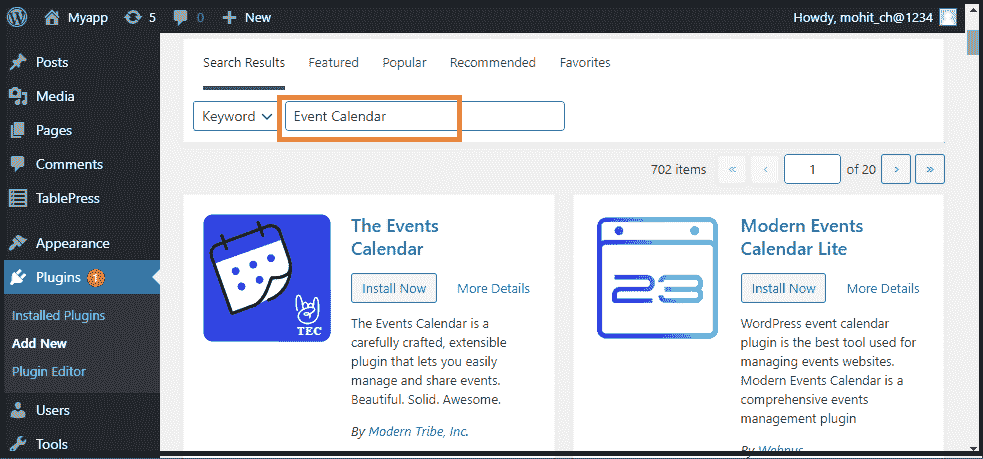 Myapp 5 0 New Howdy, mohit_ch@1234
Posts
Media
Pages
Comments
TablePress
Appearance
Plugins 1
Installed Plugins
Add New
Plugin Editor
Users
Tools
Search Results Featured Popular Recommended Favorites
Keyword Event Calendar
702 items « ‹ 1 of 20 › »
TEC
The Events
Calendar
Install Now More Details
The Events Calendar is a
carefully crafted, extensible
plugin that lets you easily
manage and share events.
Beautiful. Solid. Awesome.
By Modern Tribe, Inc.
23
Modern Events
Calendar Lite
Install Now More Details
WordPress event calendar
plugin is the best tool used for
managing events websites.
Modern Events Calendar is a
comprehensive events
management plugin
By Webnus